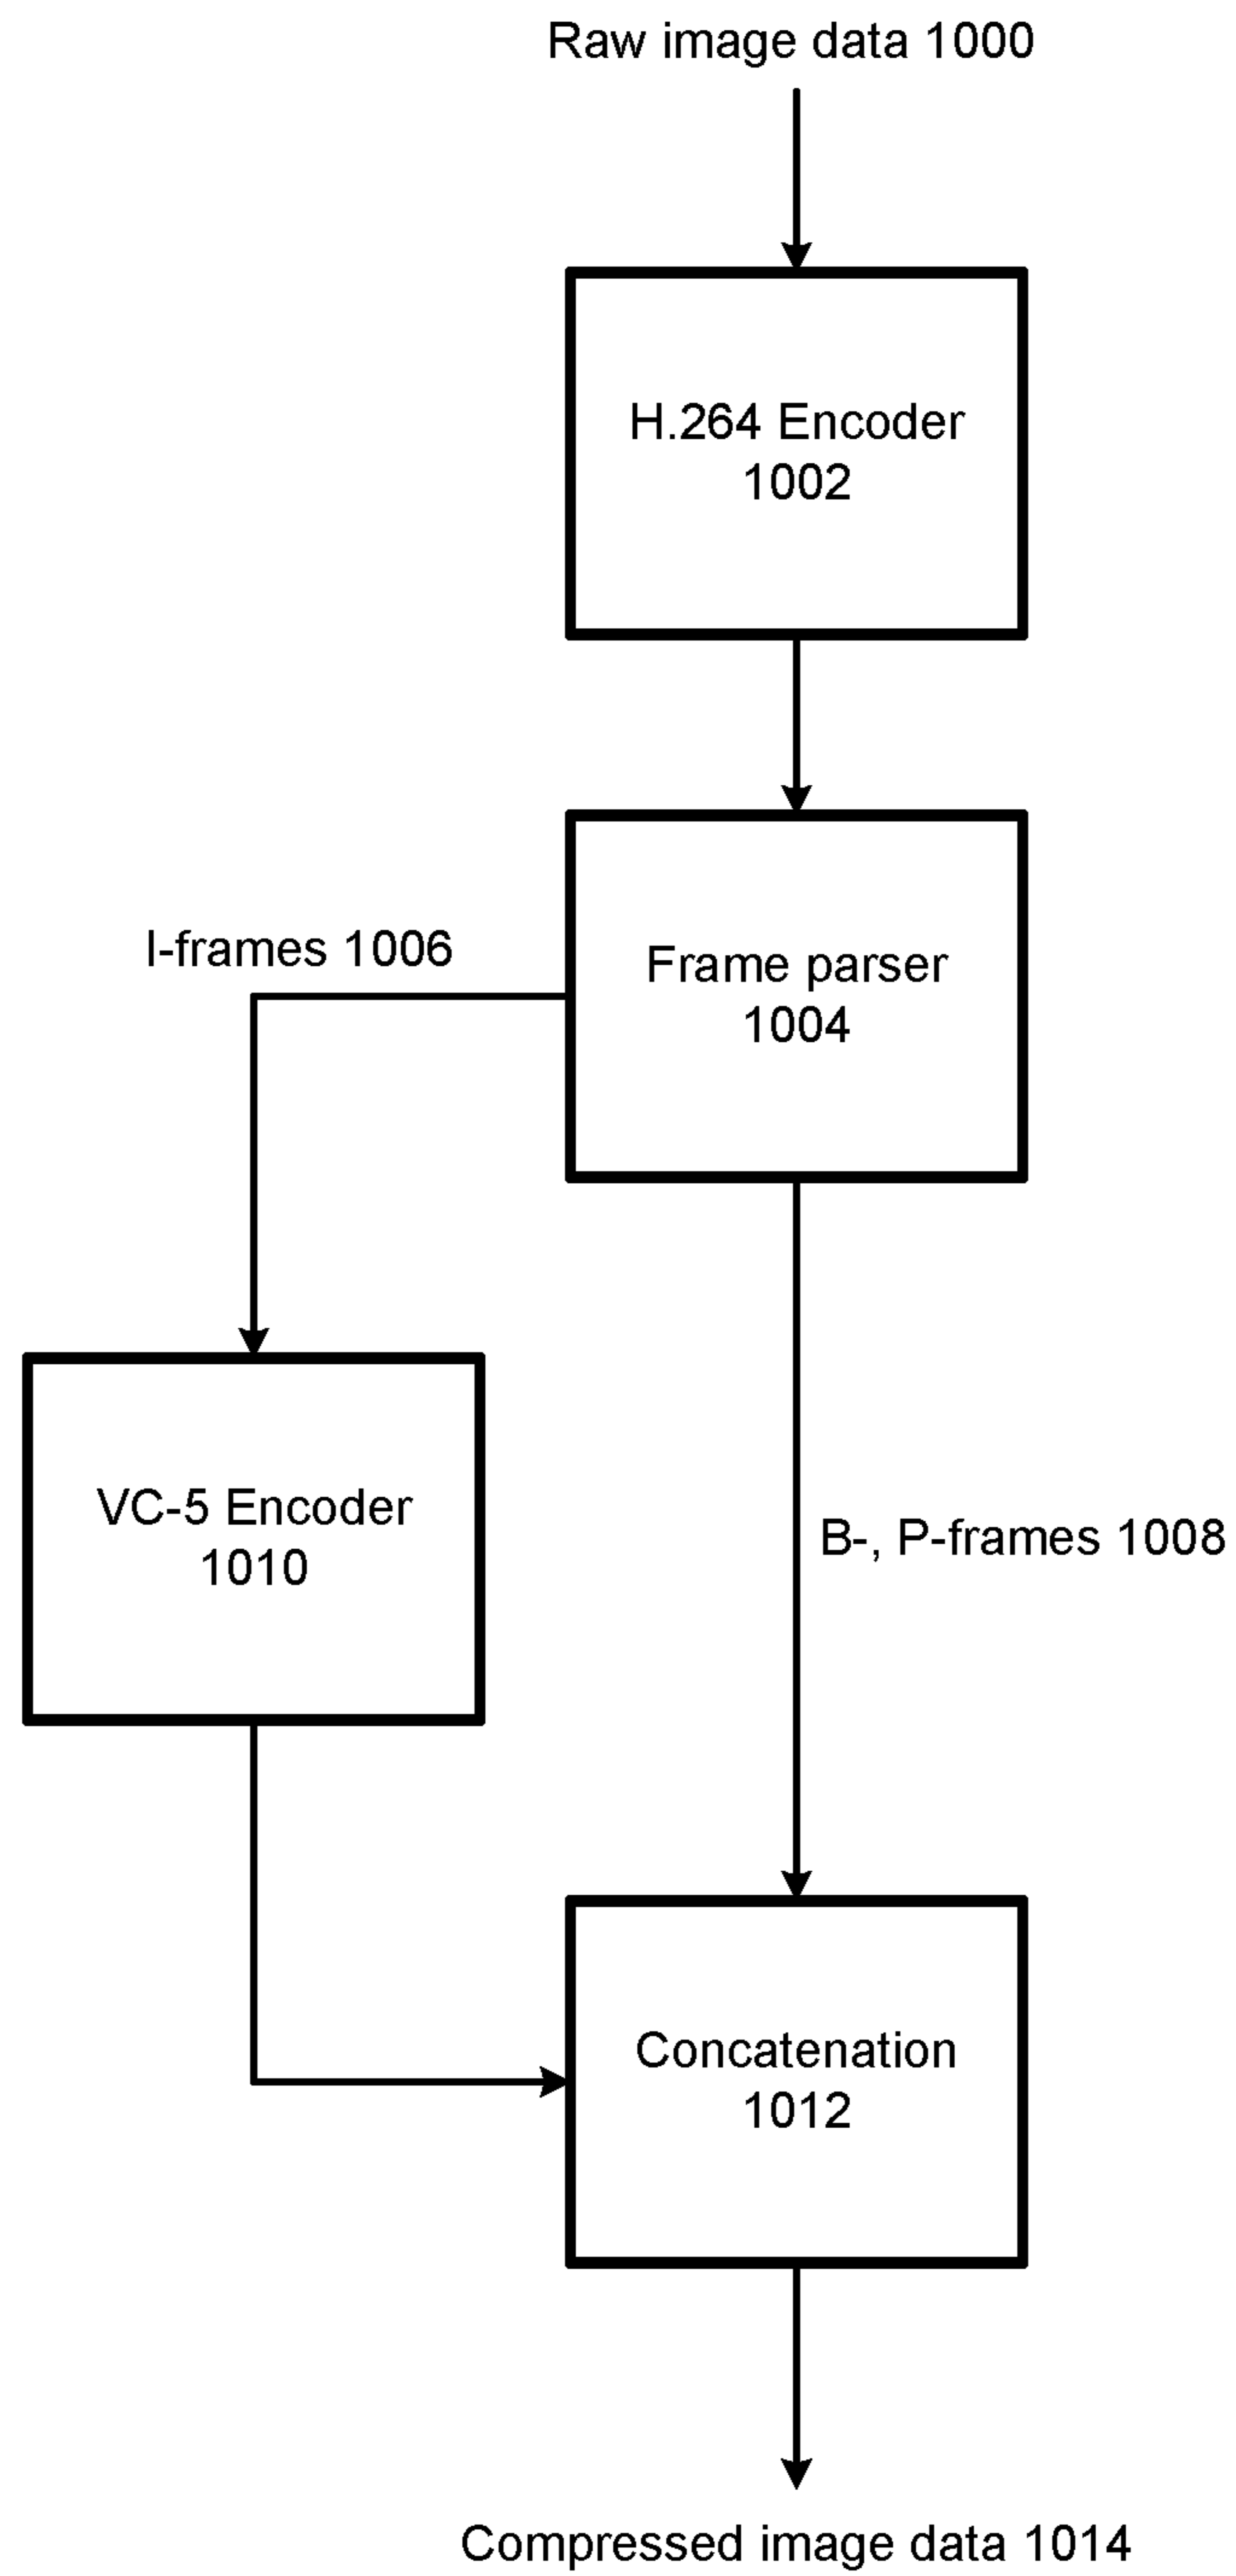 Raw image data 1000
H.264 Encoder
1002
I-frames 1006
Frame parser
1004
VC-5 Encoder
1010
B-, P-frames 1008
Concatenation
1012
Compressed image data 1014